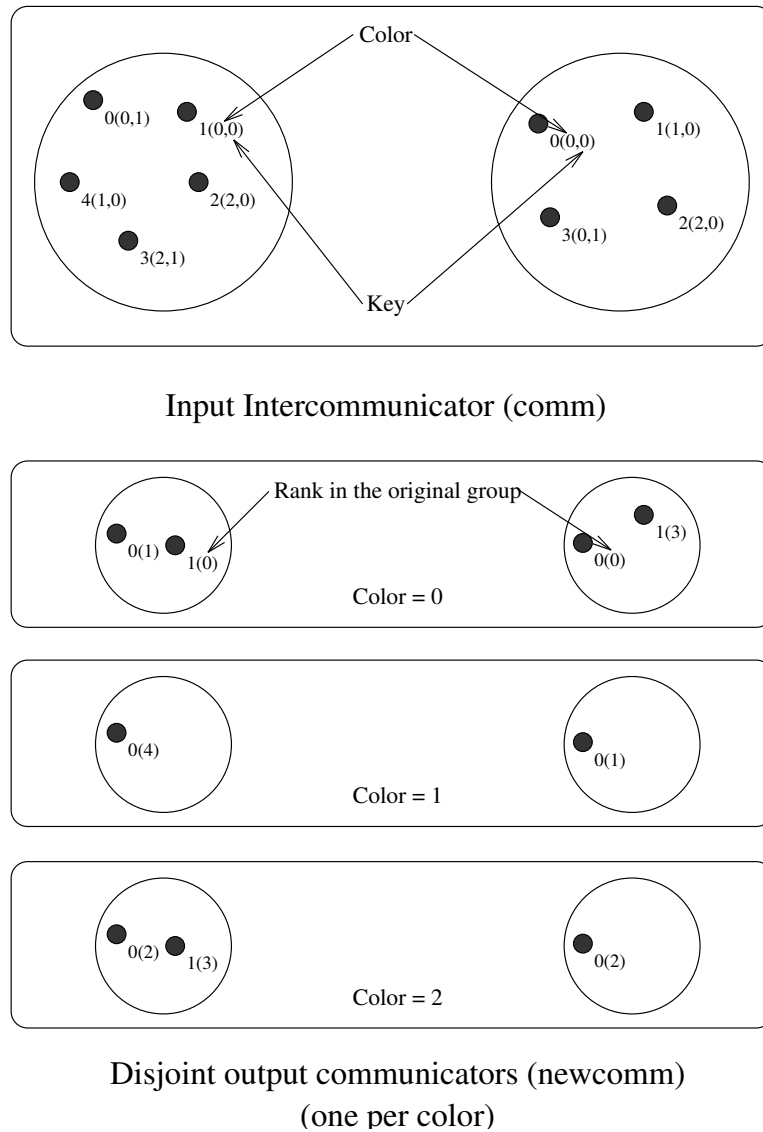 Color
0(0,1)
1(0,0)
0(0,0)
1(1,0)
4(1,0)
2(2,0)
3(2,1)
3(0,1)
2(2,0)
Key
Input Intercommunicator (comm)
Rank in the original group
0(1)
1(0)
0(0)
1(3)
Color = 0
0(4)
0(1)
Color = 1
0(2)
1(3)
0(2)
Color = 2
Disjoint output communicators (newcomm)
(one per color)